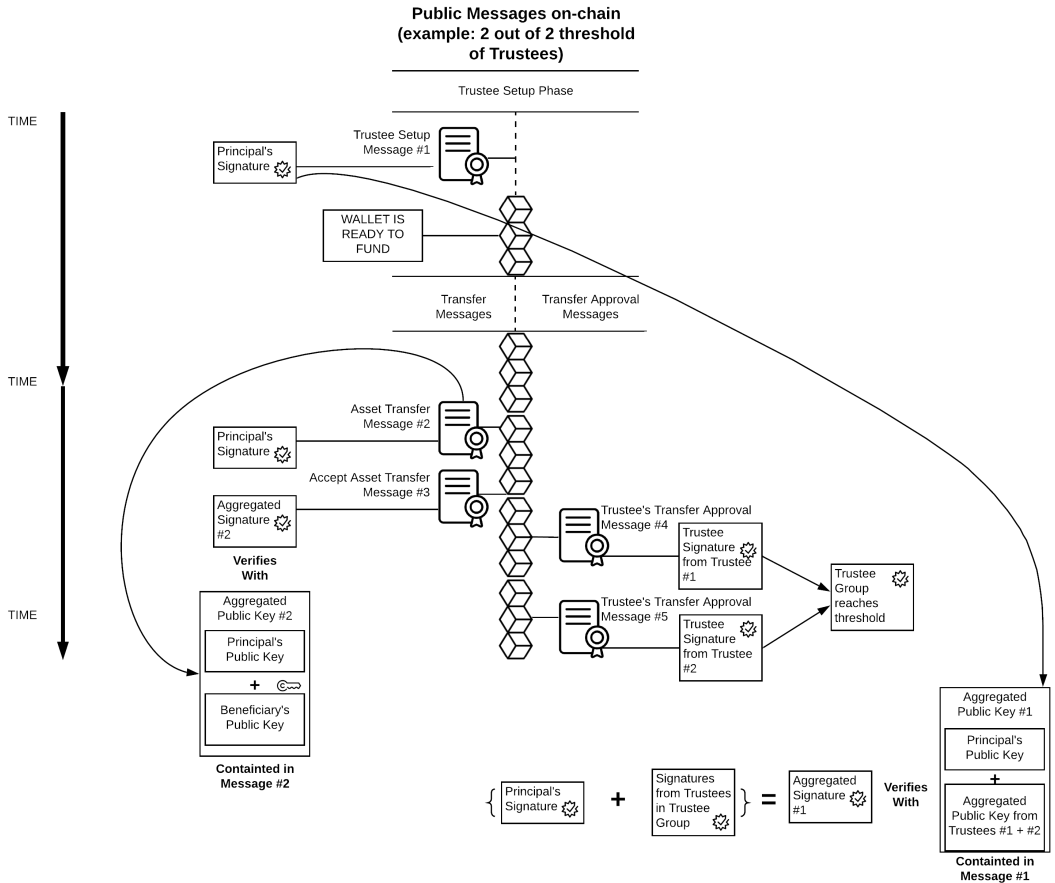 Public Messages on-chain
(example: 2 out of 2 threshold
of Trustees)
Trustee Setup Phase
TIME
Trustee Setup
Message #1
Principal's
Signature
WALLET IS
READY TO
FUND
Transfer
Messages
Transfer Approval
Messages
TIME
Asset Transfer
Message #2
Principal's
Signature
Accept Asset Transfer
Message #3
Aggregated
Signature
#2
Verifies
With
Trustee's Transfer Approval
Message #4
Trustee
Signature
from Trustee
#1
Trustee
Group
reaches
threshold
TIME
Trustee's Transfer Approval
Message #5
Trustee
Signature
from Trustee
#2
Aggregated
Public Key #2
Principal's
Public Key
+
Beneficiary's
Public Key
Containted in
Message #2
Aggregated
Public Key #1
Principal's
Public Key
+
Aggregated
Public Key from
Trustees #1 + #2
Containted in
Message #1
{
Principal's
Signature
+
Signatures
from Trustees
in Trustee
Group
}
=
Aggregated
Signature
#1
Verifies
With